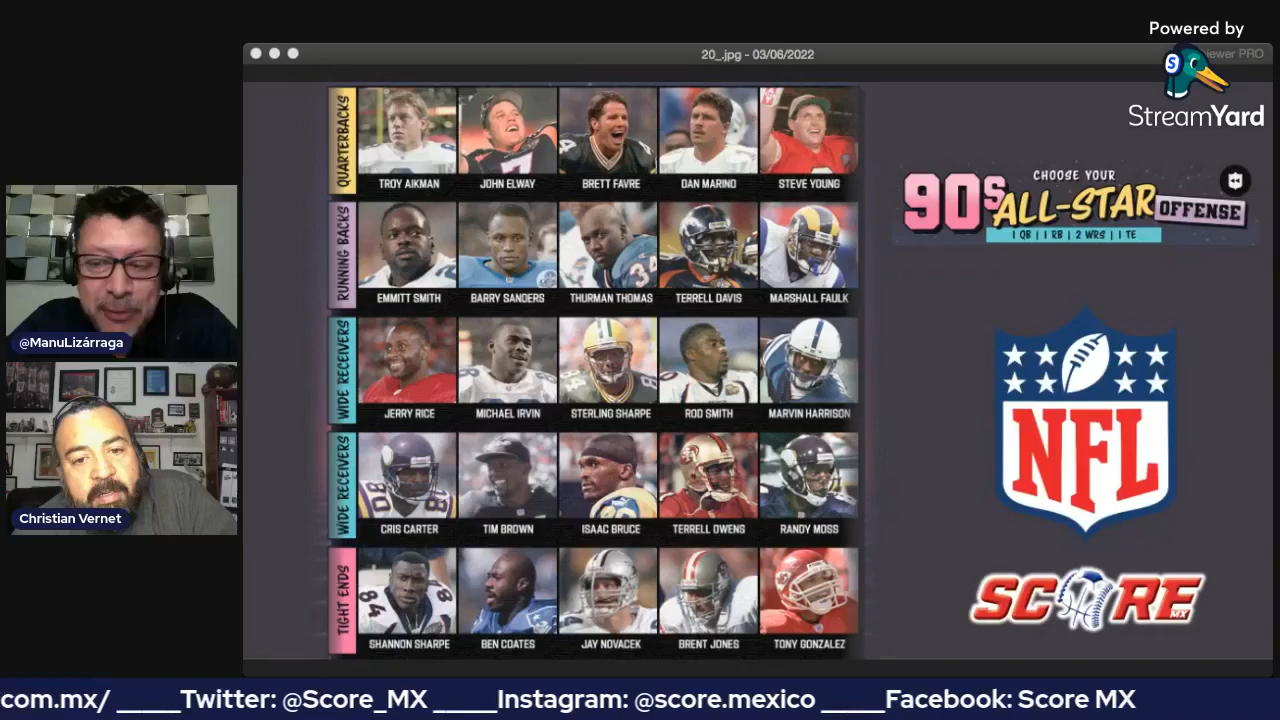 Powered by
StreamYard
20_.jpg - 03/06/2022
iewer PRO
QUARTERBACKS
TROY AIKMAN
JOHN ELWAY
BRETT FAVRE
DAN MARINO
STEVE YOUNG
RUNNING BACKS
EMMITT SMITH
BARRY SANDERS
THURMAN THOMAS
TERRELL DAVIS
MARSHALL FAULK
WIDE RECEIVERS
JERRY RICE
MICHAEL IRVIN
STERLING SHARPE
ROD SMITH
MARVIN HARRISON
WIDE RECEIVERS
CRIS CARTER
TIM BROWN
ISAAC BRUCE
TERRELL OWENS
RANDY MOSS
TIGHT ENDS
SHANNON SHARPE
BEN COATES
JAY NOVACEK
BRENT JONES
TONY GONZALEZ
CHOOSE YOUR
90s ALL-STAR OFFENSE
1 QB | 1 RB | 2 WRS | 1 TE
NFL
SCORE
MX
@ManuLizárraga
Christian Vernet
com.mx/ _____Twitter: @Score_MX _____Instagram: @score.mexico _____Facebook: Score MX